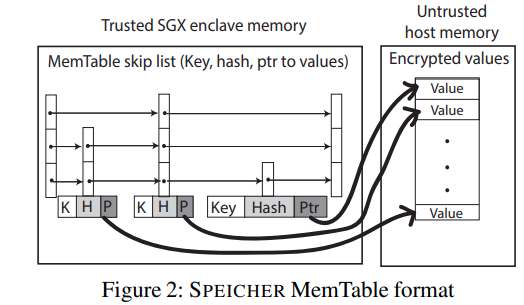 Trusted SGX enclave memory
Untrusted
host memory
MemTable skip list (Key, hash, ptr to values)
Encrypted values
Value
Value
K H P K H P Key Hash Ptr
Value
Figure 2: SPEICHER MemTable format